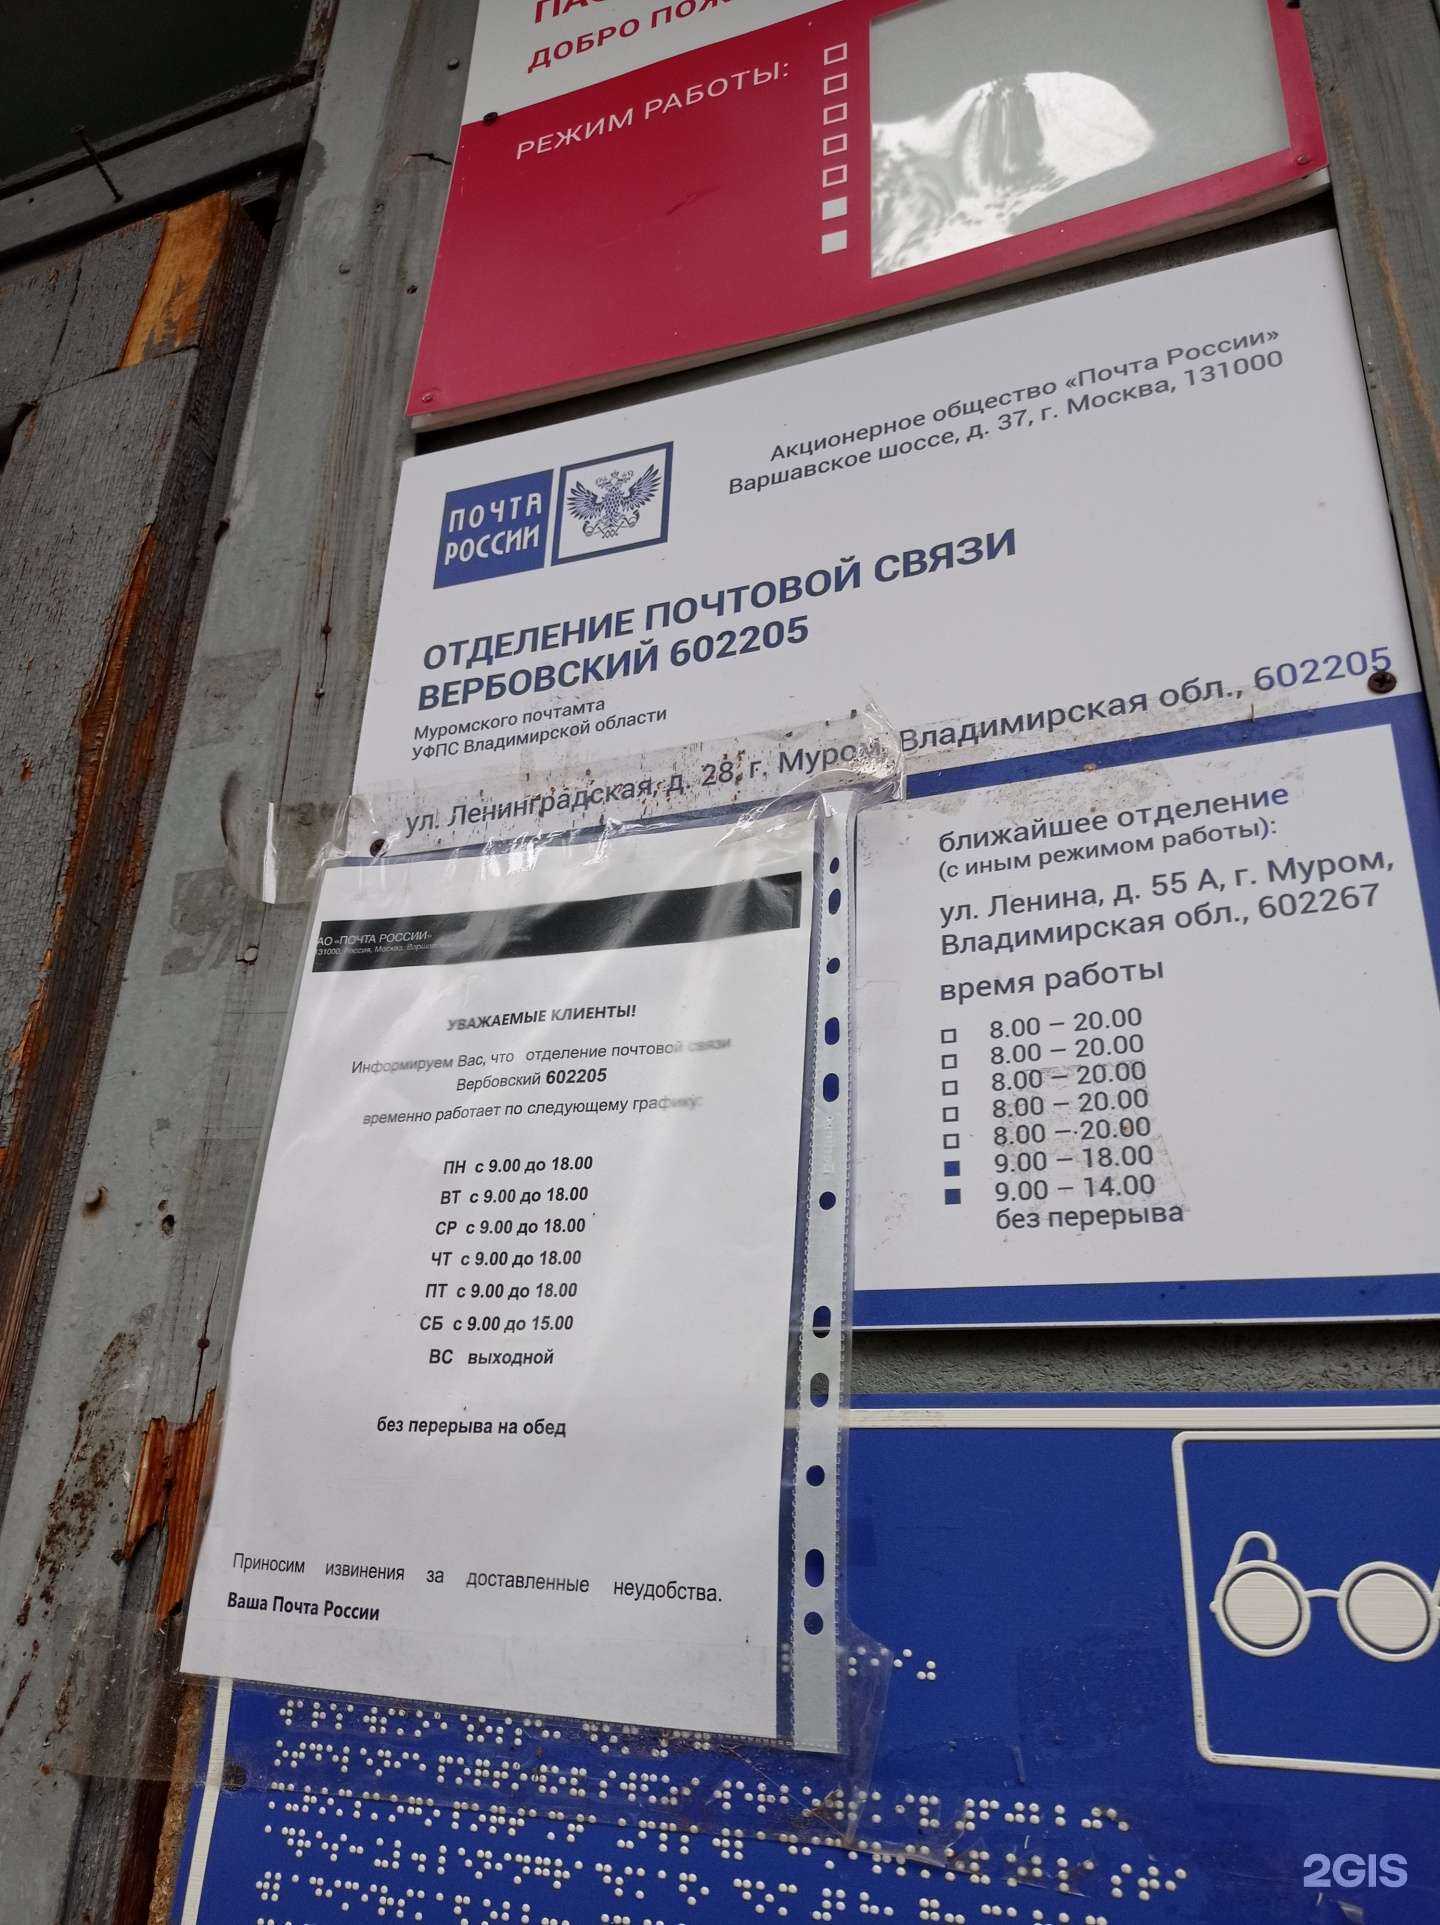 ДОБРО
РЕЖИМ РАБОТЫ:
Акционерное общество «Почта России»
Варшавское шоссе, д. 37, г. Москва, 131000
ПОЧТА
РОССИИ
ОТДЕЛЕНИЕ ПОЧТОВОЙ СВЯЗИ
ВЕРБОВСКИЙ 602205
Муромского почтамта
УФПС Владимирской области
ул. Ленинградская, д. 28, г. Муром, Владимирская обл., 602205
ближайшее отделение
(с иным режимом работы):
ул. Ленина, д. 55 А, г. Муром,
Владимирская обл., 602267
время работы
8.00 – 20.00
8.00 – 20.00
8.00 – 20.00
8.00 – 20.00
8.00 – 20.00
9.00 – 18.00
9.00 – 14.00
без перерыва
АО «ПОЧТА РОССИИ»
131000, Россия, Москва,
УВАЖАЕМЫЕ КЛИЕНТЫ!
Информируем Вас, что отделение почтовой связи
Вербовский 602205
временно работает по следующему графику:
ПН с 9.00 до 18.00
ВТ с 9.00 до 18.00
СР с 9.00 до 18.00
ЧТ с 9.00 до 18.00
ПТ с 9.00 до 18.00
СБ с 9.00 до 15.00
ВС выходной
без перерыва на обед
Приносим извинения за доставленные неудобства.
Ваша Почта России
2GIS